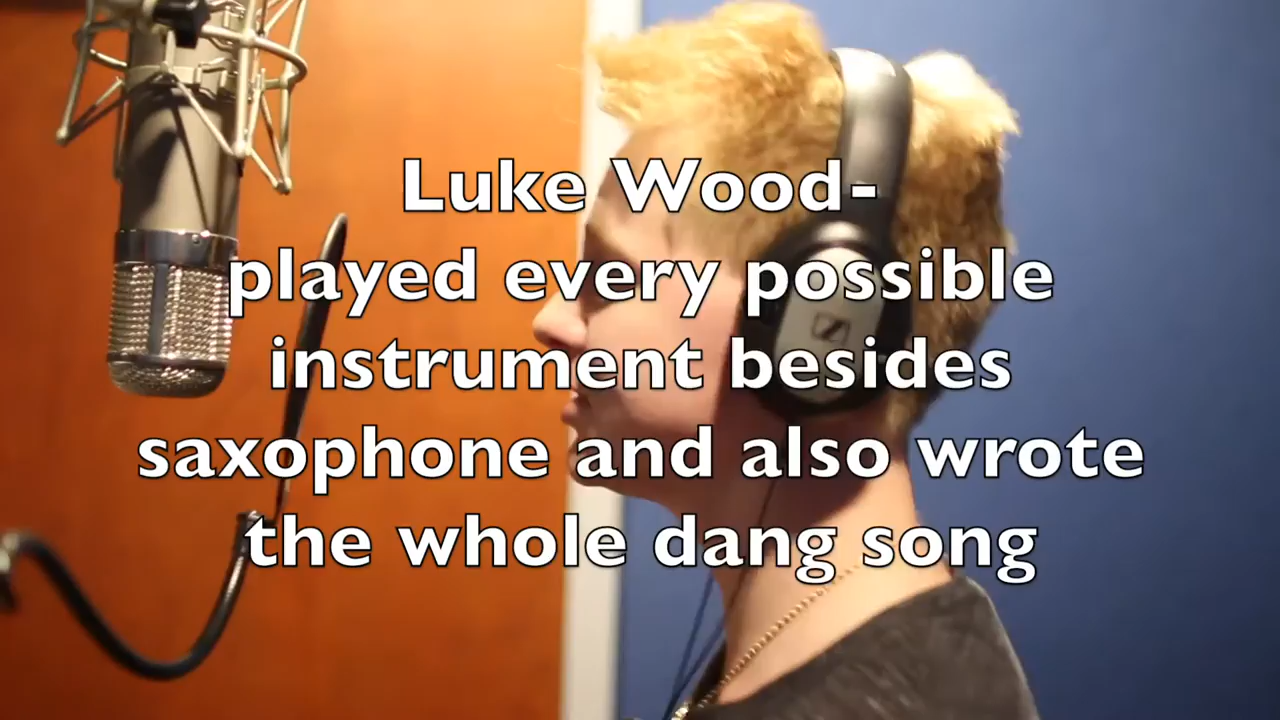 Luke Wood-
played every possible
instrument besides
saxophone and also wrote
the whole dang song